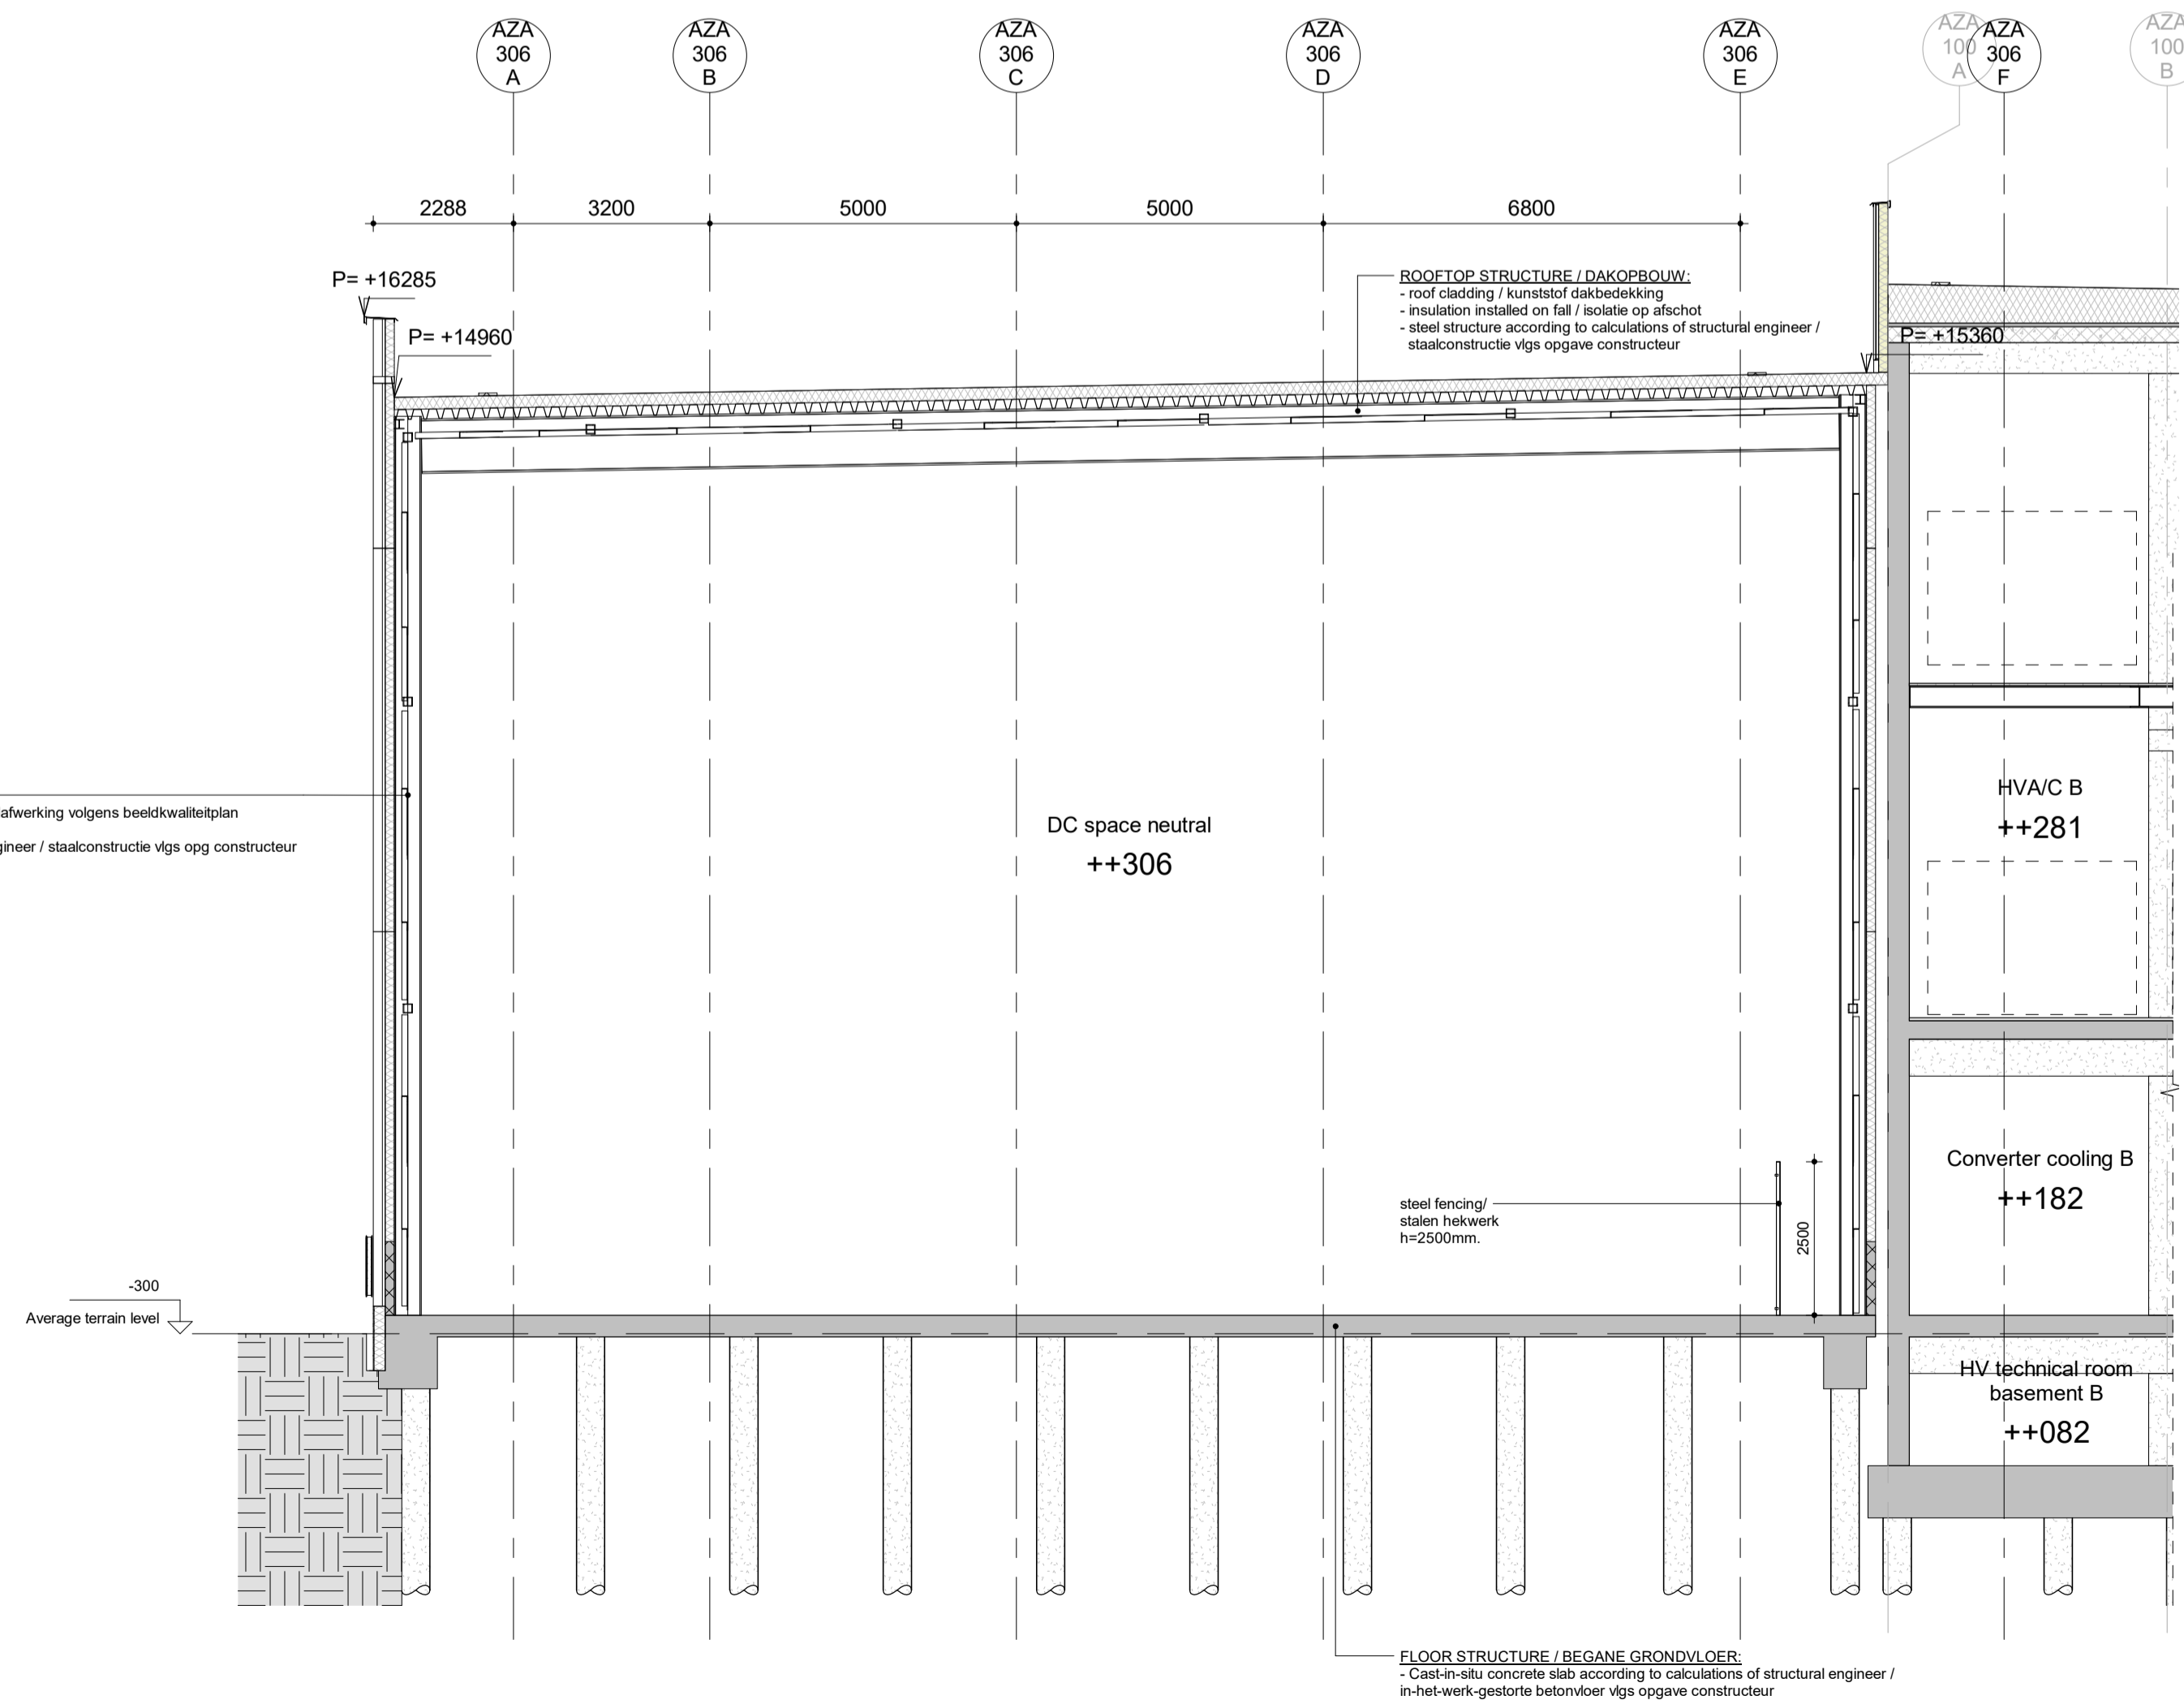 AZA
306
A
AZA
306
B
AZA
306
C
AZA
306
D
AZA
306
E
AZA
100
A
AZA
306
F
AZA
100
B
2288
3200
5000
5000
6800
P= +16285
P= +14960
ROOFTOP STRUCTURE / DAKOPBOUW:
- roof cladding / kunststof dakbedekking
- insulation installed on fall / isolatie op afschot
- steel structure according to calculations of structural engineer /
staalconstructie vlgs opgave constructeur
P= +15360
afwerking volgens beeldkwaliteitplan
gineer / staalconstructie vlgs opg constructeur
DC space neutral
++306
HVA/C B
++281
Converter cooling B
++182
steel fencing/
stalen hekwerk
h=2500mm.
2500
-300
Average terrain level
HV technical room
basement B
++082
FLOOR STRUCTURE / BEGANE GRONDVLOER:
- Cast-in-situ concrete slab according to calculations of structural engineer /
in-het-werk-gestorte betonvloer vlgs opgave constructeur